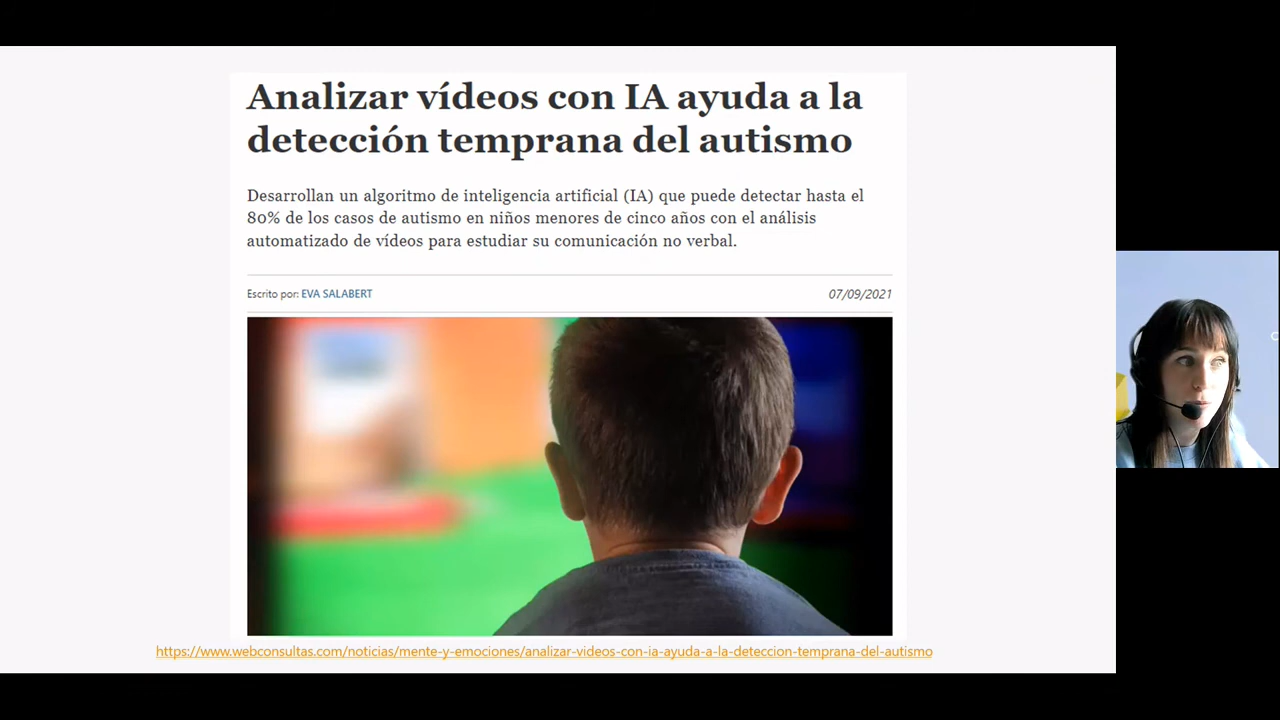 Analizar vídeos con IA ayuda a la
detección temprana del autismo
Desarrollan un algoritmo de inteligencia artificial (IA) que puede detectar hasta el
80% de los casos de autismo en niños menores de cinco años con el análisis
automatizado de vídeos para estudiar su comunicación no verbal.
Escrito por: EVA SALABERT 07/09/2021
https://www.webconsultas.com/noticias/mente-y-emociones/analizar-videos-con-ia-ayuda-a-la-deteccion-temprana-del-autismo